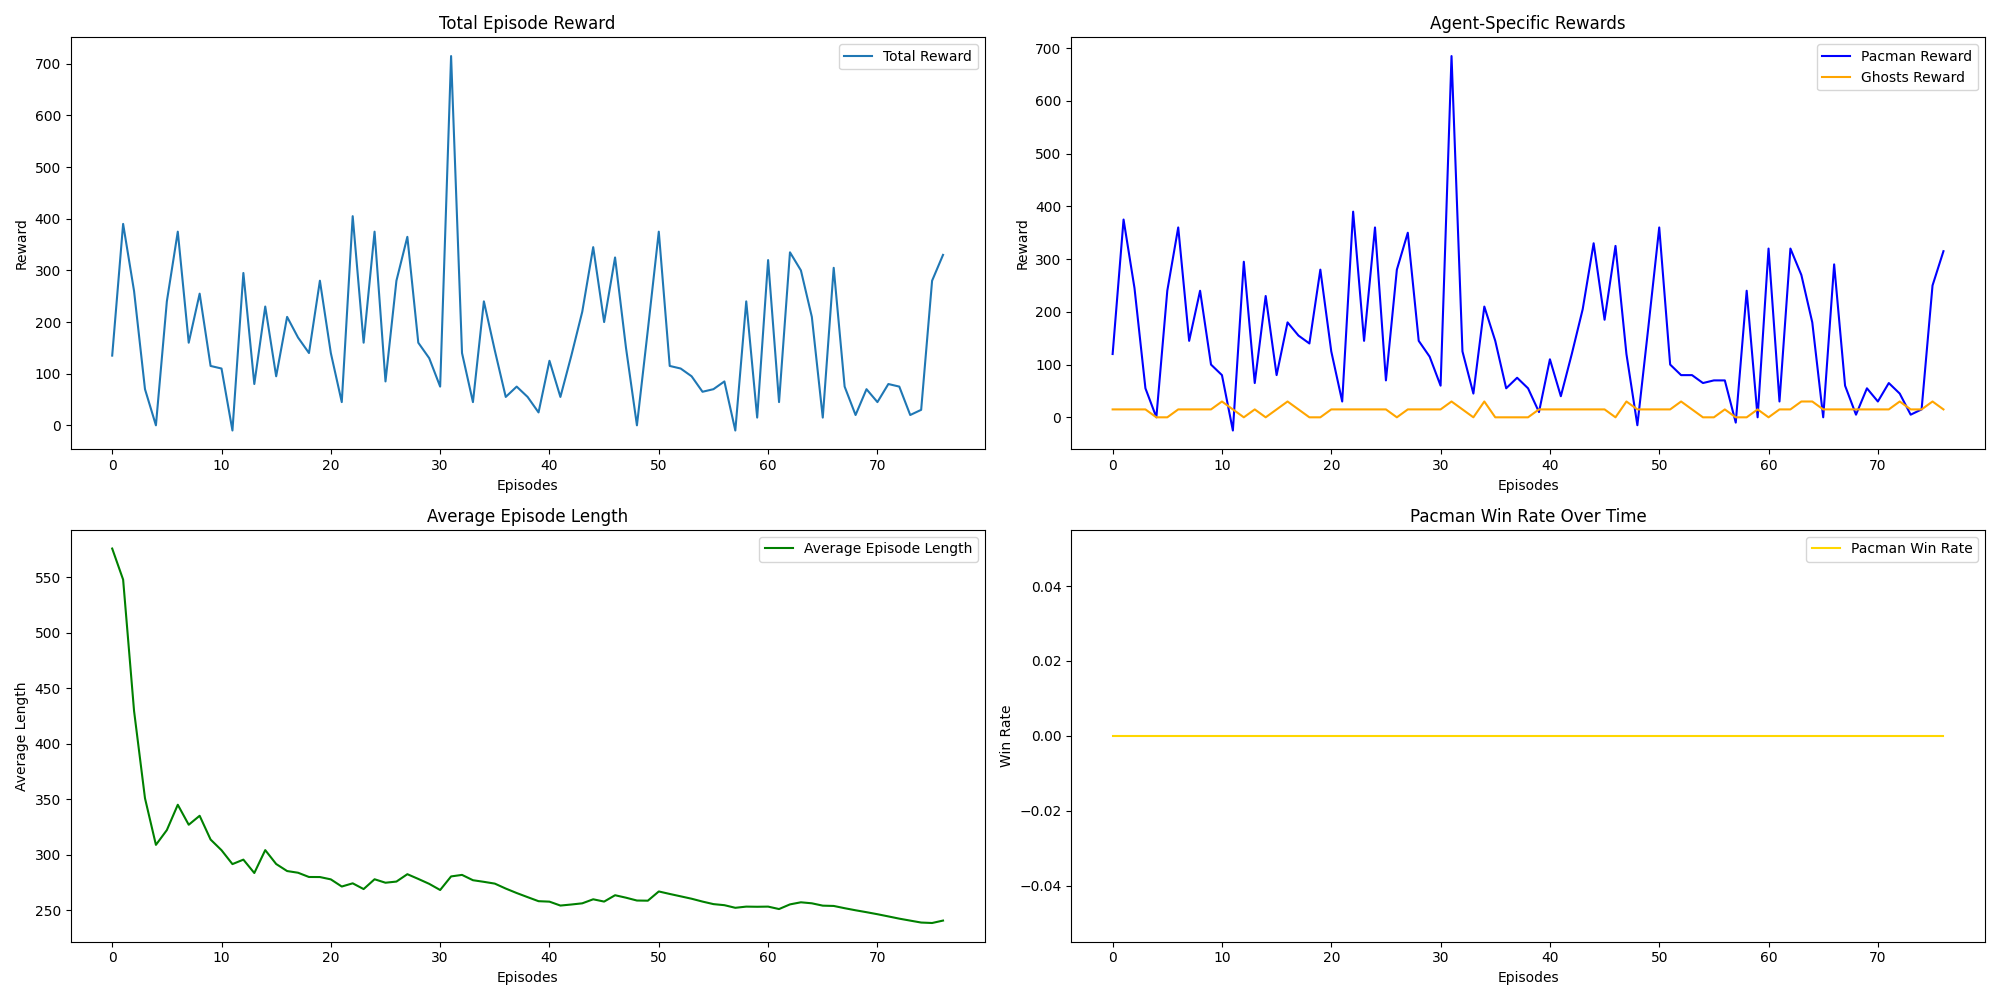 Total Episode Reward
Total Reward
700
600
500
400
300
200
100
0
Reward
0 10 20 30 40 50 60 70
Episodes
Agent-Specific Rewards
Pacman Reward
Ghosts Reward
700
600
500
400
300
200
100
0
Reward
0 10 20 30 40 50 60 70
Episodes
Average Episode Length
Average Episode Length
550
500
450
400
350
300
250
Average Length
0 10 20 30 40 50 60 70
Episodes
Pacman Win Rate Over Time
Pacman Win Rate
0.04
0.02
0.00
−0.02
−0.04
Win Rate
0 10 20 30 40 50 60 70
Episodes